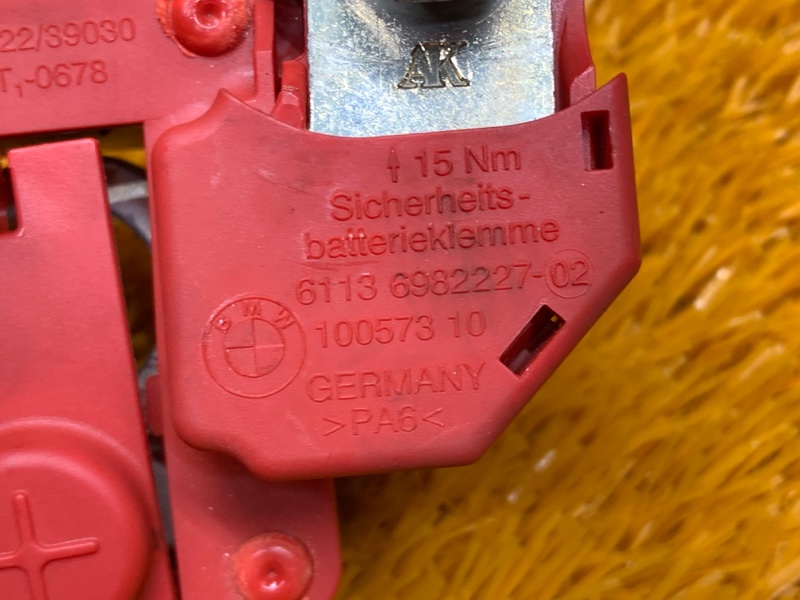 22/39030
T,-0678
AK
15 Nm
Sicherheits-
batterieklemme
6113 6982227-02
BMW
100573 10
GERMANY
>PA6<